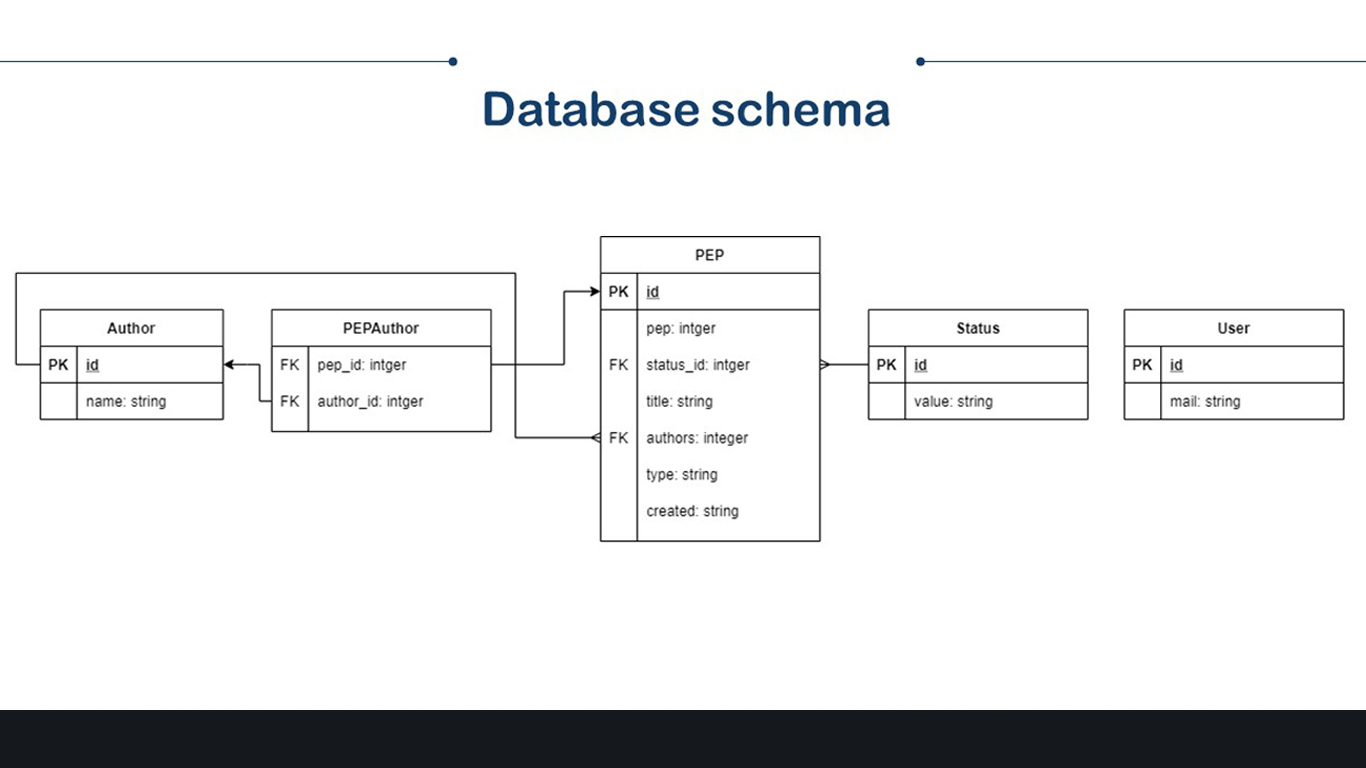 Database schema
Author
PK id
name: string
PEPAuthor
FK pep_id: intger
FK author_id: intger
PEP
PK id
pep: intger
FK status_id: intger
title: string
FK authors: integer
type: string
created: string
Status
PK id
value: string
User
PK id
mail: string